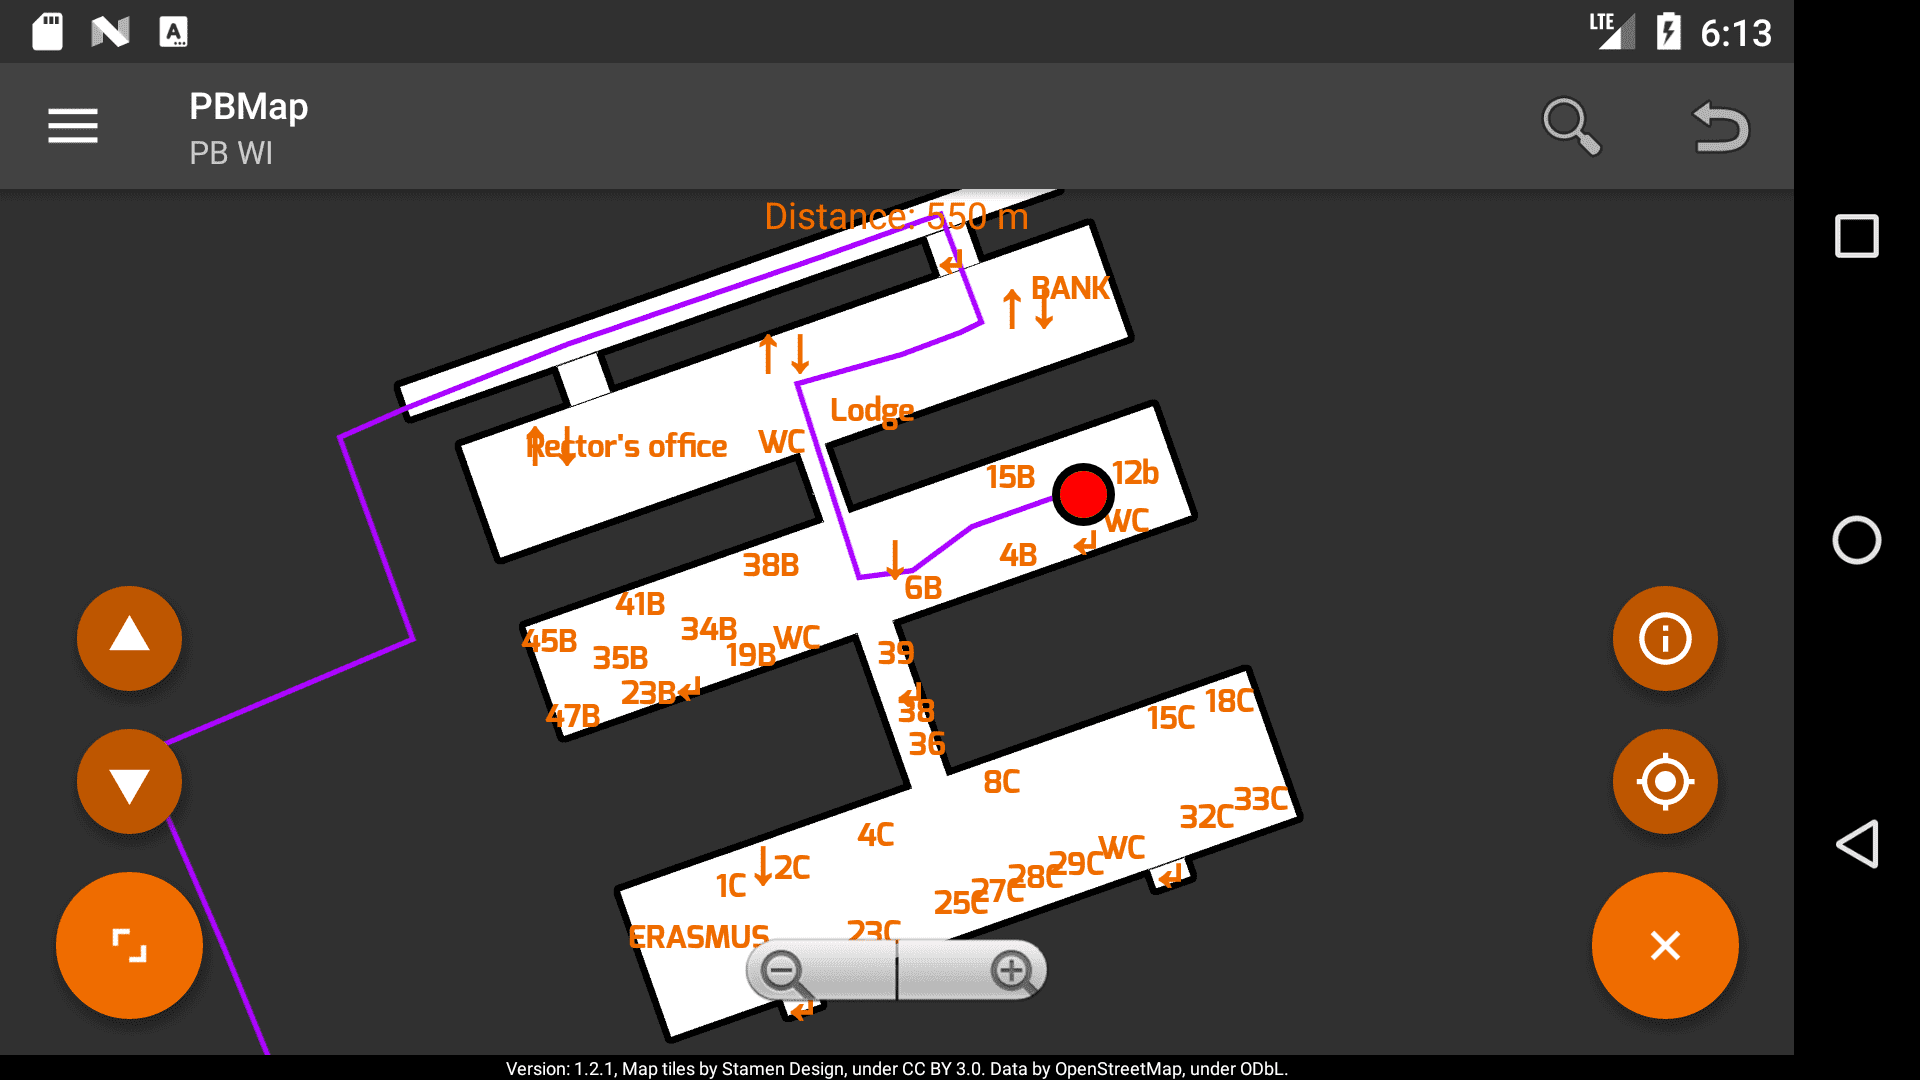 LTE
6:13
A
PBMap
PB WI
Distance: 550 m
BANK
Lodge
Rector's office
WC
15B
12b
WC
4B
6B
38B
41B
45B
34B
WC
35B
19B
23B
47B
39
38
36
18C
15C
8C
33C
32C
4C
WC
2C
29C
1C
28C
27C
25C
ERASMUS
23C
Version: 1.2.1, Map tiles by Stamen Design, under CC BY 3.0. Data by OpenStreetMap, under ODbL.